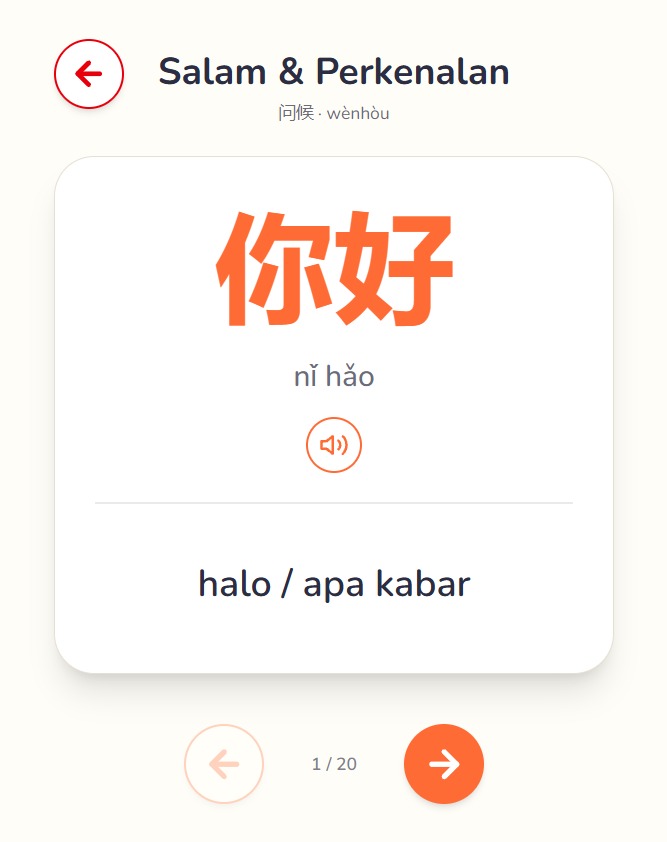 Salam & Perkenalan
问候 · wènhòu
你好
nǐ hǎo
halo / apa kabar
1 / 20